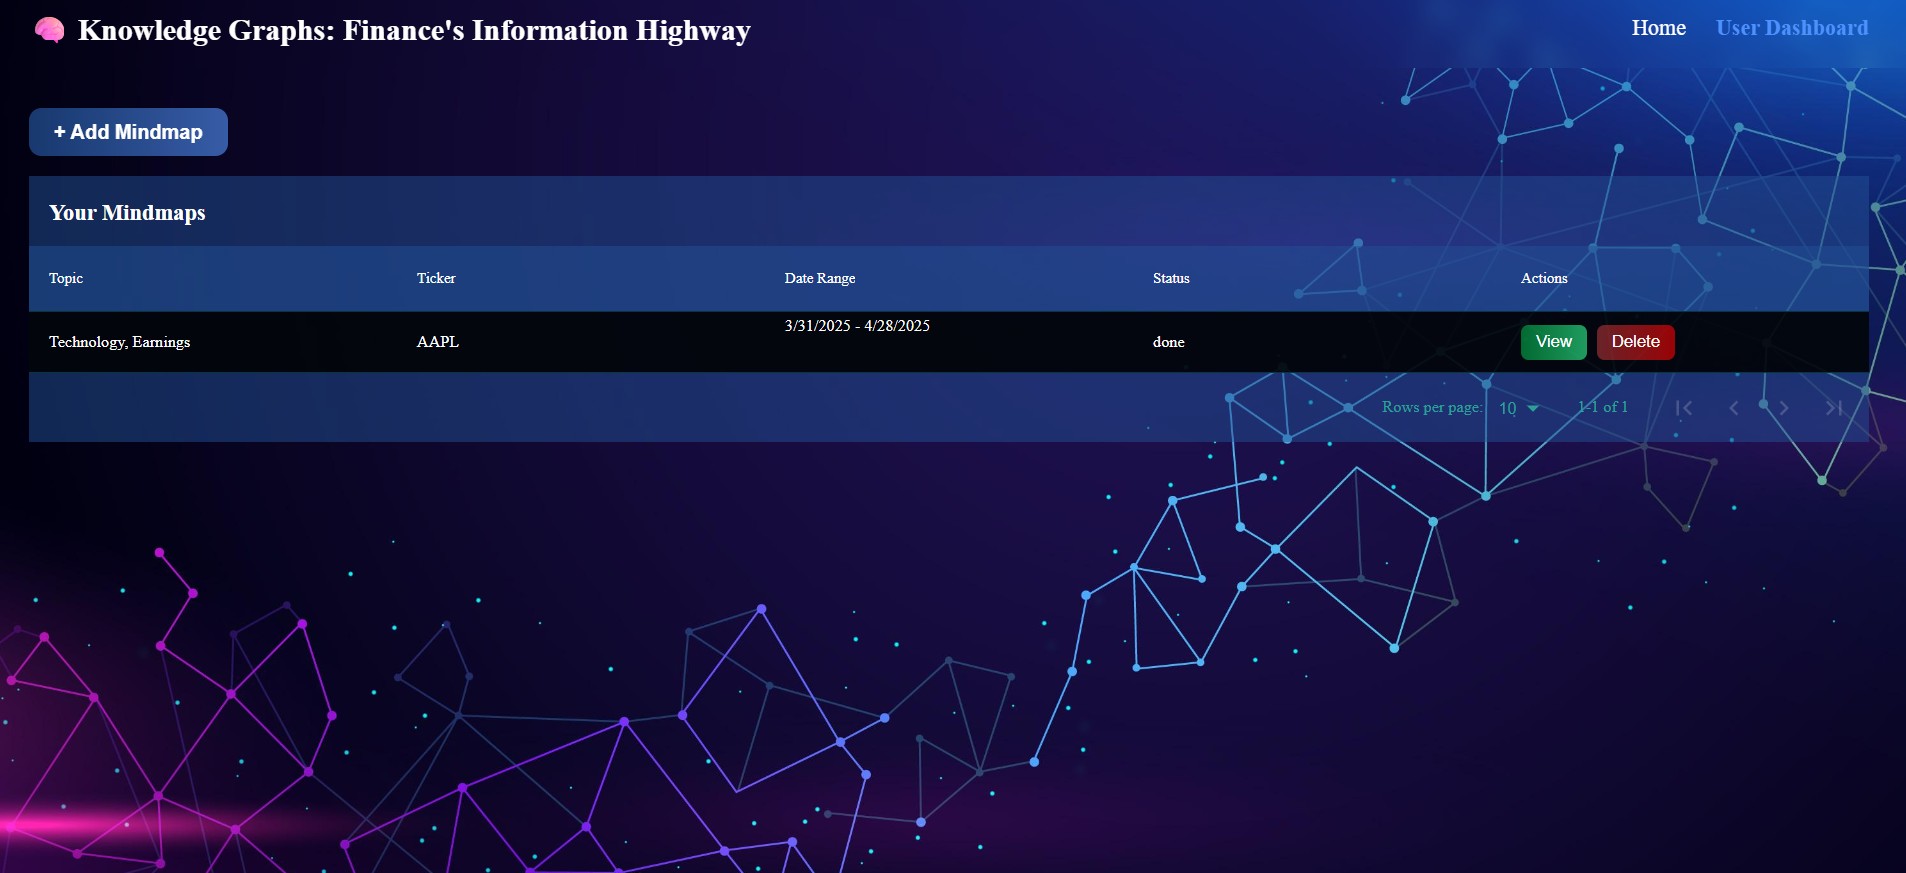 Knowledge Graphs: Finance's Information Highway
Home
User Dashboard
+ Add Mindmap
Your Mindmaps
Topic Ticker Date Range Status Actions
Technology, Earnings AAPL 3/31/2025 - 4/28/2025 done View Delete
Rows per page: 10 1-1 of 1